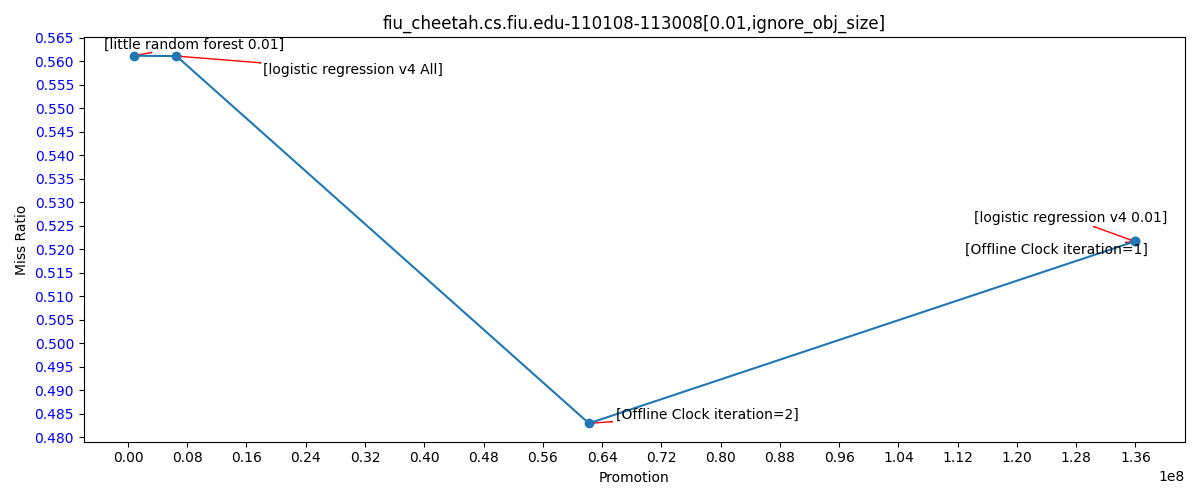 fiu_cheetah.cs.fiu.edu-110108-113008[0.01,ignore_obj_size]
Miss Ratio
0.565
0.560
0.555
0.550
0.545
0.540
0.535
0.530
0.525
0.520
0.515
0.510
0.505
0.500
0.495
0.490
0.485
0.480
[little random forest 0.01]
[logistic regression v4 All]
[logistic regression v4 0.01]
[Offline Clock iteration=1]
[Offline Clock iteration=2]
0.00 0.08 0.16 0.24 0.32 0.40 0.48 0.56 0.64 0.72 0.80 0.88 0.96 1.04 1.12 1.20 1.28 1.36
1e8
Promotion